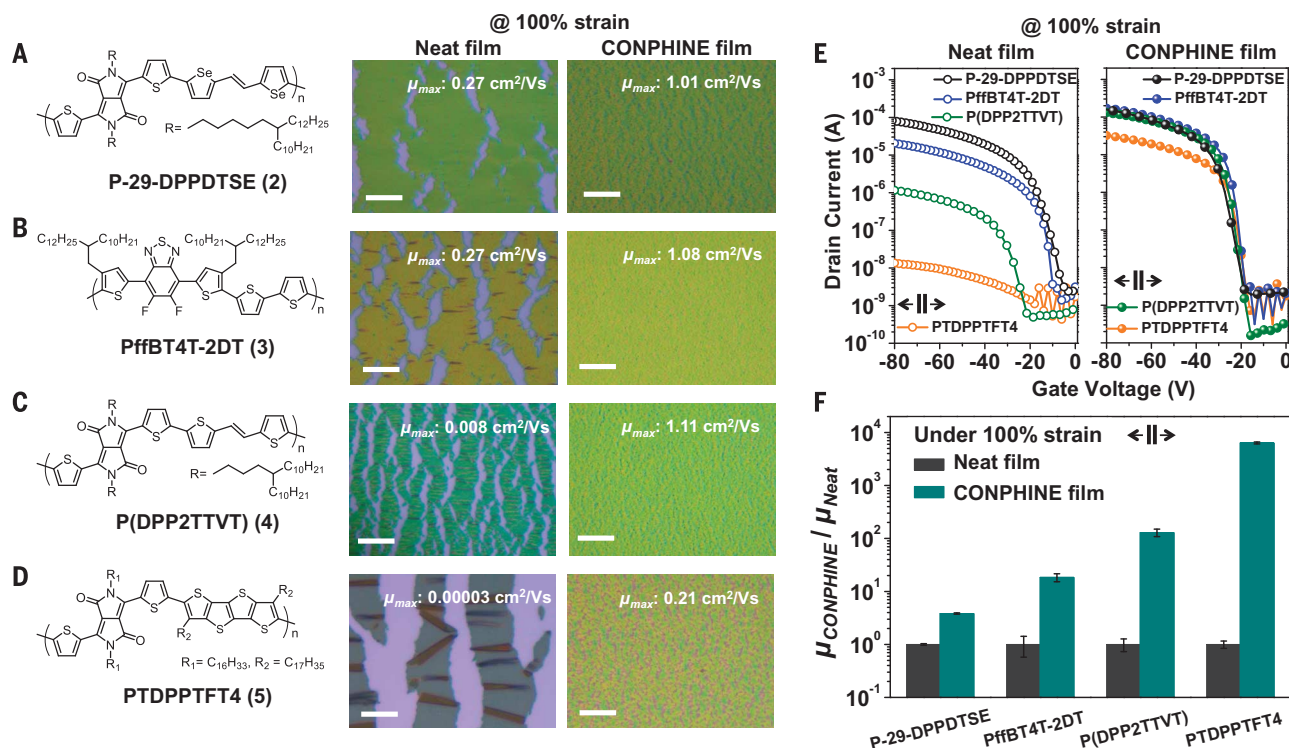 @ 100% strain
Neat film CONPHINE film
A
R
N
O
S
Se
S
Se
n
S
N
O
R
R=
C12H25
C10H21
P-29-DPPDTSE (2)
µmax: 0.27 cm2/Vs
1.01 cm2/Vs
B
C12H25 C10H21 C10H21 C12H25
S
N N
S
F F
S
S
S
n
PffBT4T-2DT (3)
µmax: 0.27 cm2/Vs
1.08 cm2/Vs
C
R
N
O
S
S
S
n
S
N
O
R
R=
C10H21
C10H21
P(DPP2TTVT) (4)
µmax: 0.008 cm2/Vs
µmax: 1.11 cm2/Vs
D
R1
N
O
S
S
S
R2
S
S
n
S
N
O
R1
R2
R1= C16H33, R2 = C17H35
PTDPPTFT4 (5)
µmax: 0.00003 cm2/Vs
µmax: 0.21 cm2/Vs
E
@ 100% strain
Neat film CONPHINE film
Drain Current (A)
10-3
10-4
10-5
10-6
10-7
10-8
10-9
10-10
P-29-DPPDTSE
PffBT4T-2DT
P(DPP2TTVT)
PTDPPTFT4
P-29-DPPDTSE
PffBT4T-2DT
P(DPP2TTVT)
PTDPPTFT4
-80 -60 -40 -20 0 -80 -60 -40 -20 0
Gate Voltage (V)
F
µCONPHINE / µNeat
104
103
102
101
100
10-1
Under 100% strain
Neat film
CONPHINE film
P-29-DPPDTSE PffBT4T-2DT P(DPP2TTVT) PTDPPTFT4